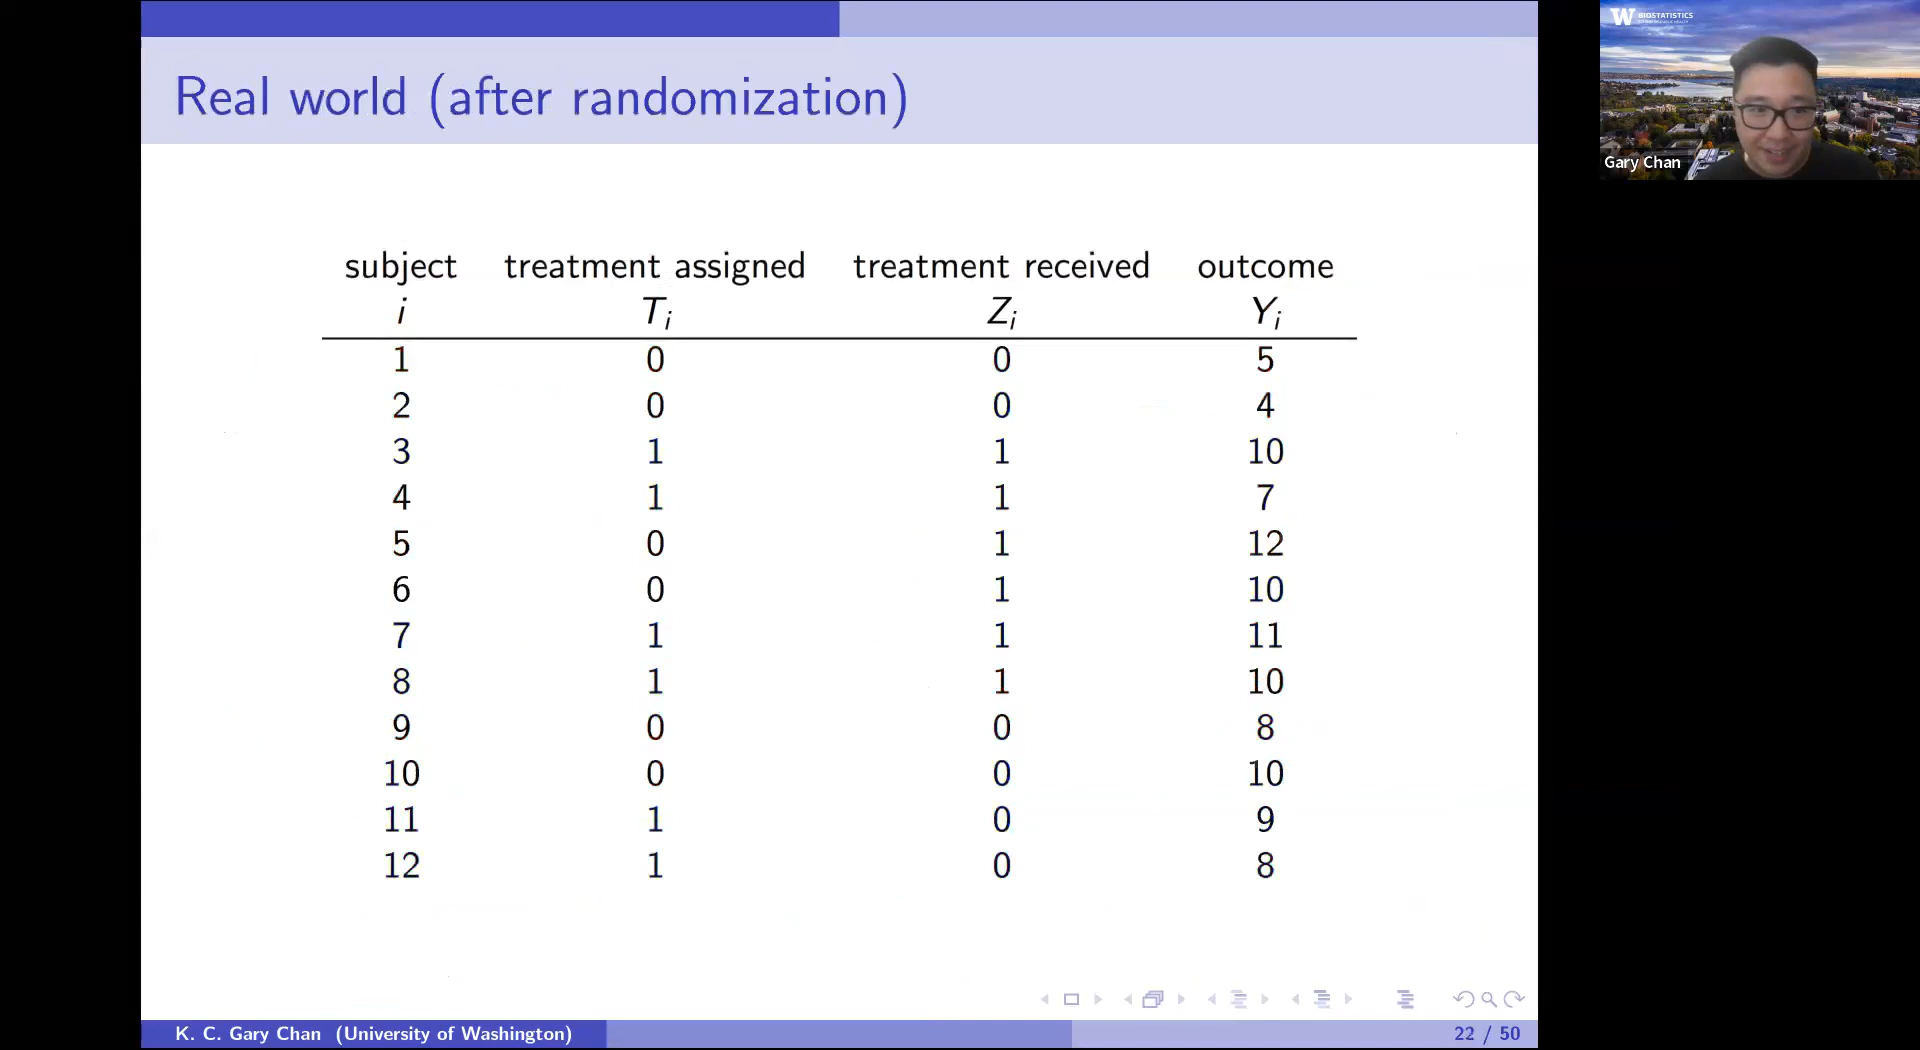 Real world (after randomization)
subject treatment assigned treatment received outcome
i T_i Z_i Y_i
1 0 0 5
2 0 0 4
3 1 1 10
4 1 1 7
5 0 1 12
6 0 1 10
7 1 1 11
8 1 1 10
9 0 0 8
10 0 0 10
11 1 0 9
12 1 0 8
K. C. Gary Chan (University of Washington) 22 / 50
W BIOSTATISTICS
Gary Chan